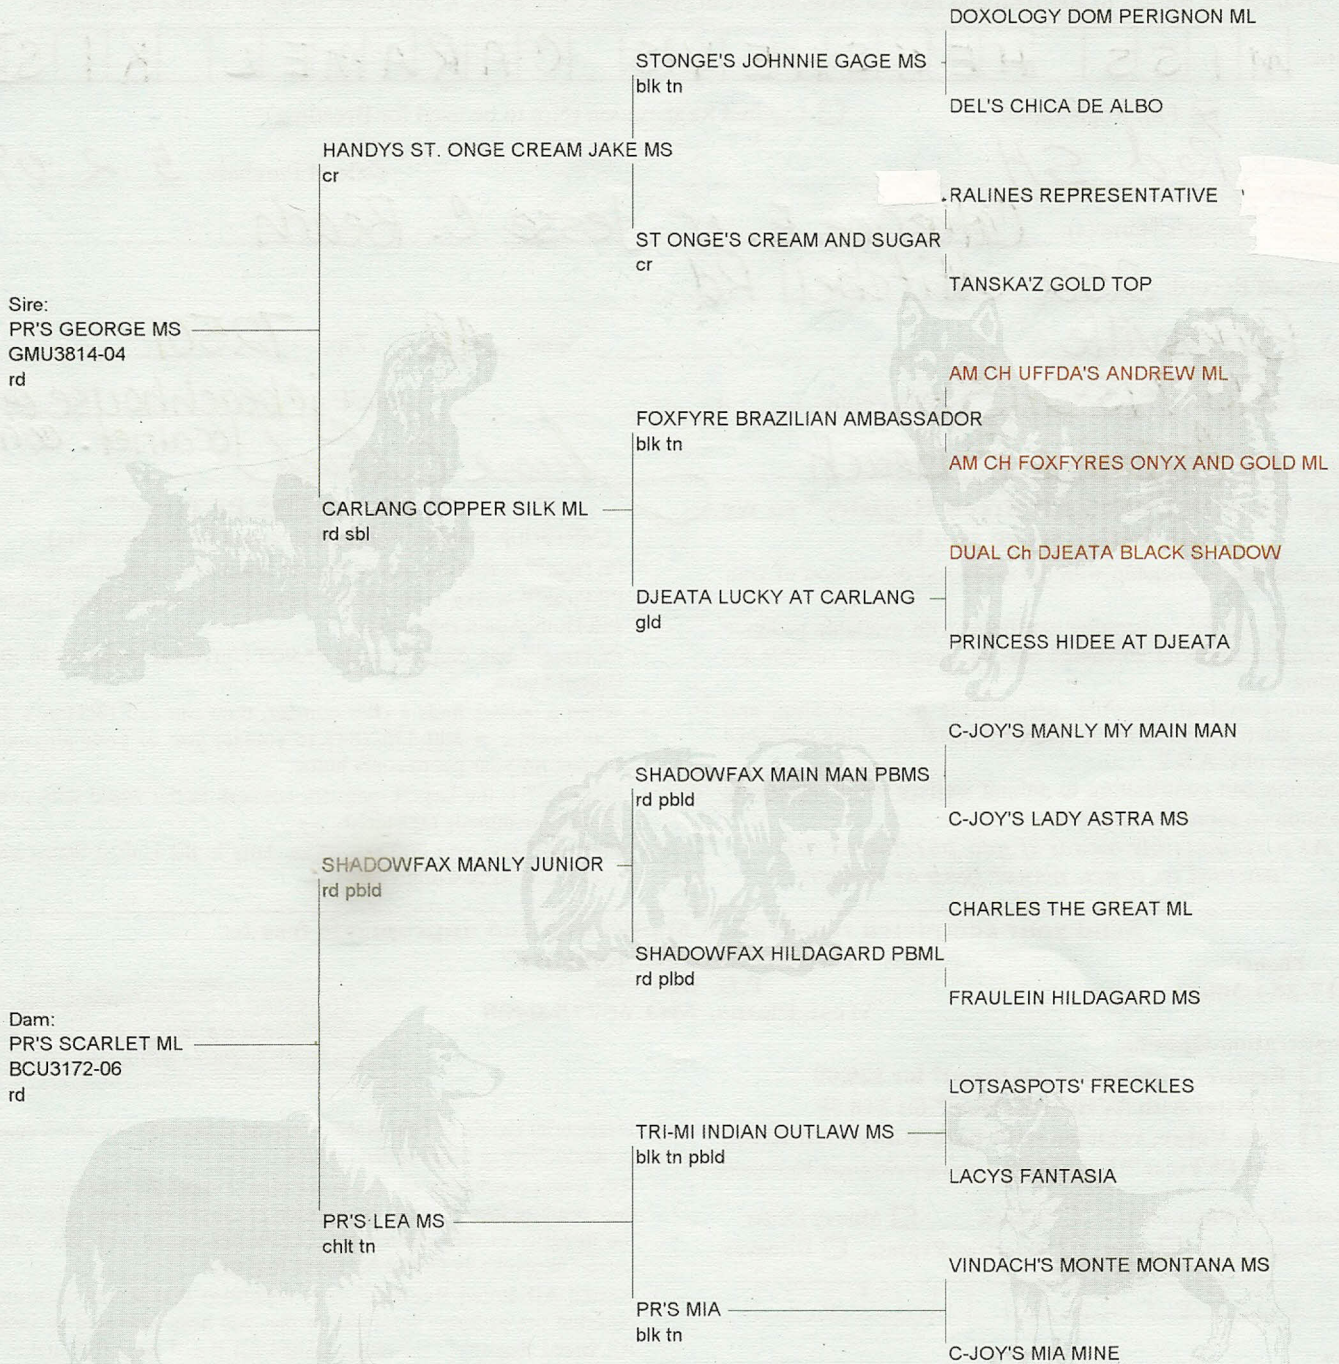 DOXOLOGY DOM PERIGNON ML
STONGE'S JOHNNIE GAGE MS
blk tn
DEL'S CHICA DE ALBO
HANDYS ST. ONGE CREAM JAKE MS
cr
RALINES REPRESENTATIVE
ST ONGE'S CREAM AND SUGAR
cr
TANSKA'Z GOLD TOP
Sire:
PR'S GEORGE MS
GMU3814-04
rd
AM CH UFFDA'S ANDREW ML
FOXFYRE BRAZILIAN AMBASSADOR
blk tn
AM CH FOXFYRES ONYX AND GOLD ML
CARLANG COPPER SILK ML
rd sbl
DUAL Ch DJEATA BLACK SHADOW
DJEATA LUCKY AT CARLANG
gld
PRINCESS HIDEE AT DJEATA
C-JOY'S MANLY MY MAIN MAN
SHADOWFAX MAIN MAN PBMS
rd pbld
C-JOY'S LADY ASTRA MS
SHADOWFAX MANLY JUNIOR
rd pbld
CHARLES THE GREAT ML
SHADOWFAX HILDAGARD PBML
rd plbd
FRAULEIN HILDAGARD MS
Dam:
PR'S SCARLET ML
BCU3172-06
rd
LOTSASPOTS' FRECKLES
TRI-MI INDIAN OUTLAW MS
blk tn pbld
LACYS FANTASIA
PR'S LEA MS
chlt tn
VINDACH'S MONTE MONTANA MS
PR'S MIA
blk tn
C-JOY'S MIA MINE